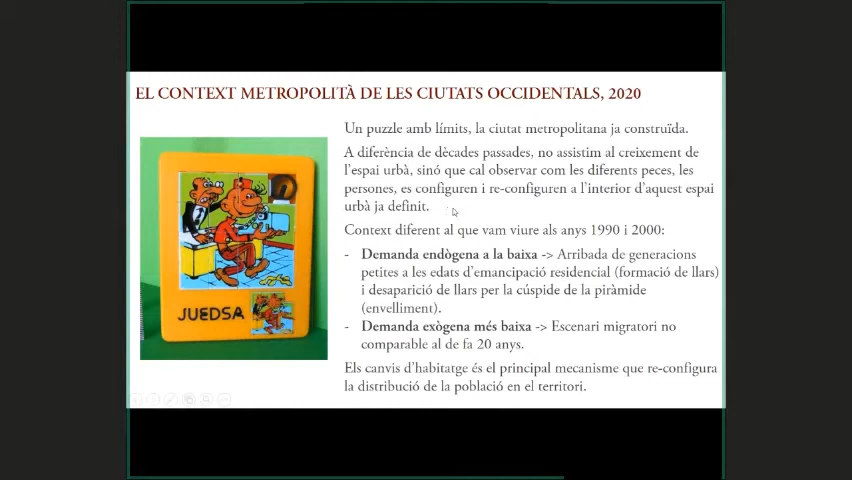 EL CONTEXT METROPOLITÀ DE LES CIUTATS OCCIDENTALS, 2020
Un puzzle amb límits, la ciutat metropolitana ja construïda.
A diferència de dècades passades, no assistim al creixement de
l'espai urbà, sinó que cal observar com les diferents peces, les
persones, es configuren i re-configuren a l'interior d'aquest espai
urbà ja definit.
Context diferent al que vam viure als anys 1990 i 2000:
- Demanda endògena a la baixa -> Arribada de generacions
petites a les edats d'emancipació residencial (formació de llars)
i desaparició de llars per la cúspide de la piràmide
(envelliment).
- Demanda exògena més baixa -> Escenari migratori no
comparable al de fa 20 anys.
Els canvis d'habitatge és el principal mecanisme que re-configura
la distribució de la població en el territori.
JUEDSA